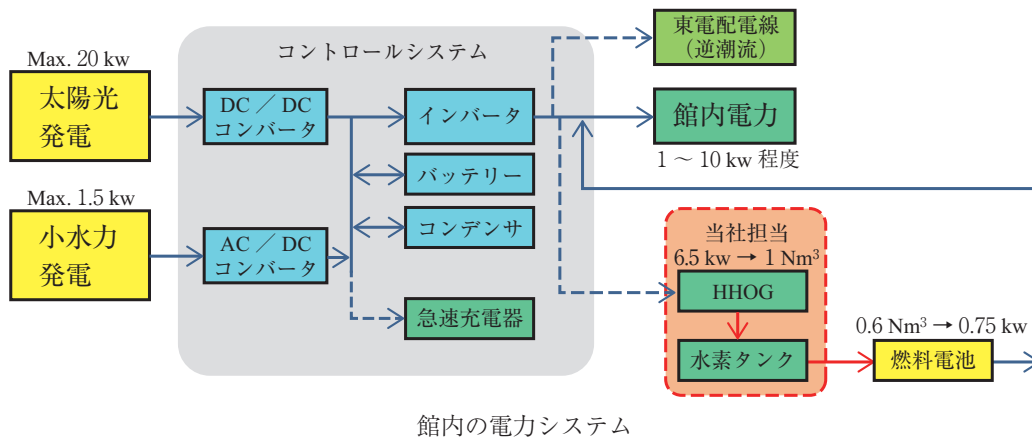 Max. 20 kw
太陽光
発電
Max. 1.5 kw
小水力
発電
コントロールシステム
DC ／ DC
コンバータ
AC ／ DC
コンバータ
インバータ
バッテリー
コンデンサ
急速充電器
東電配電線
（逆潮流）
館内電力
1 ～ 10 kw 程度
当社担当
6.5 kw → 1 Nm³
HHOG
水素タンク
0.6 Nm³ → 0.75 kw
燃料電池
館内の電力システム